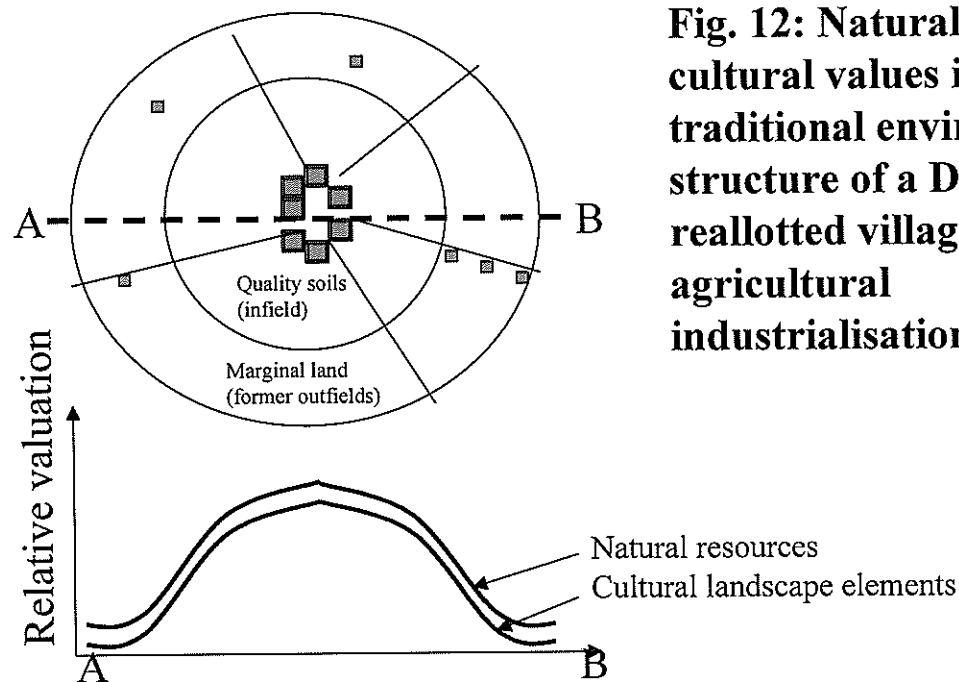 Fig. 12: Natural
cultural values i
traditional envir
structure of a D
reallotted villag
agricultural
industrialisation
A
B
Quality soils
(infield)
Marginal land
(former outfields)
Relative valuation
Natural resources
Cultural landscape elements
A
B